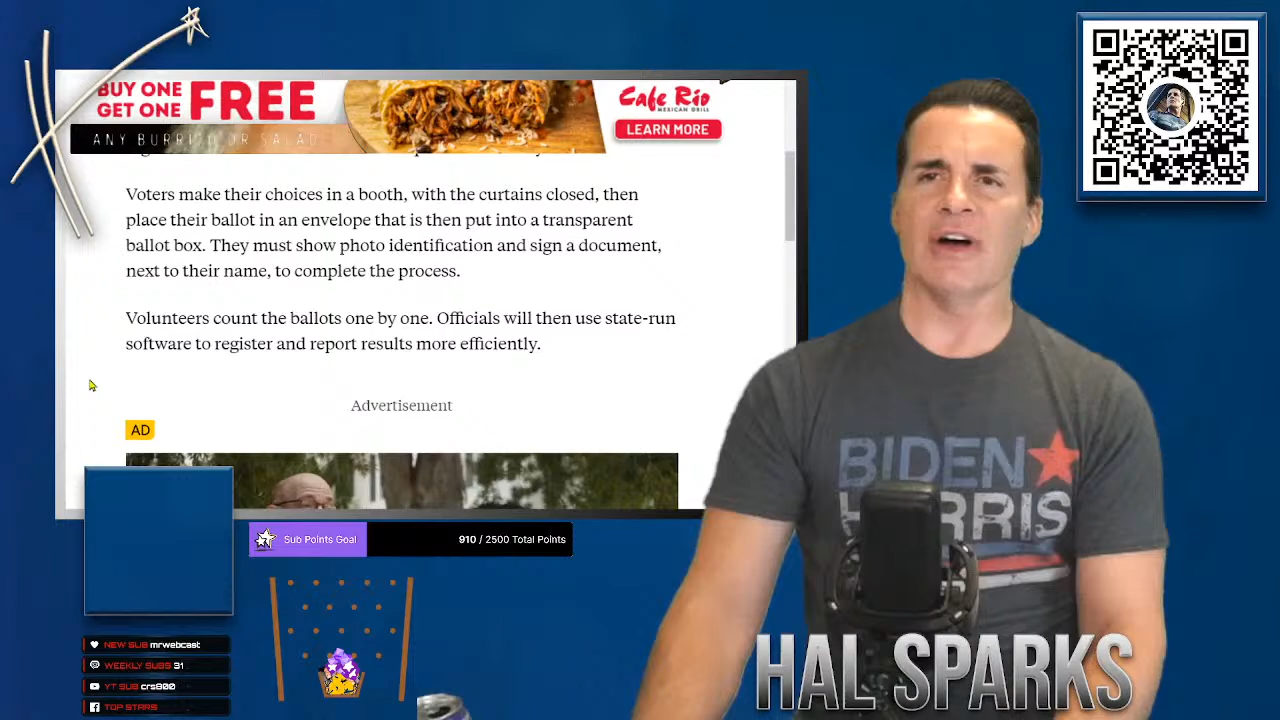 BUY ONE
GET ONE FREE
ANY BURRITO OR SALAD
Cafe Rio
MEXICAN GRILL
LEARN MORE
Voters make their choices in a booth, with the curtains closed, then
place their ballot in an envelope that is then put into a transparent
ballot box. They must show photo identification and sign a document,
next to their name, to complete the process.
Volunteers count the ballots one by one. Officials will then use state-run
software to register and report results more efficiently.
Advertisement
AD
Sub Points Goal 910 / 2500 Total Points
NEW SUB mrwebcast
WEEKLY SUBS 31
YT SUB crs800
TOP STARS
BIDEN
HARRIS
HAL SPARKS